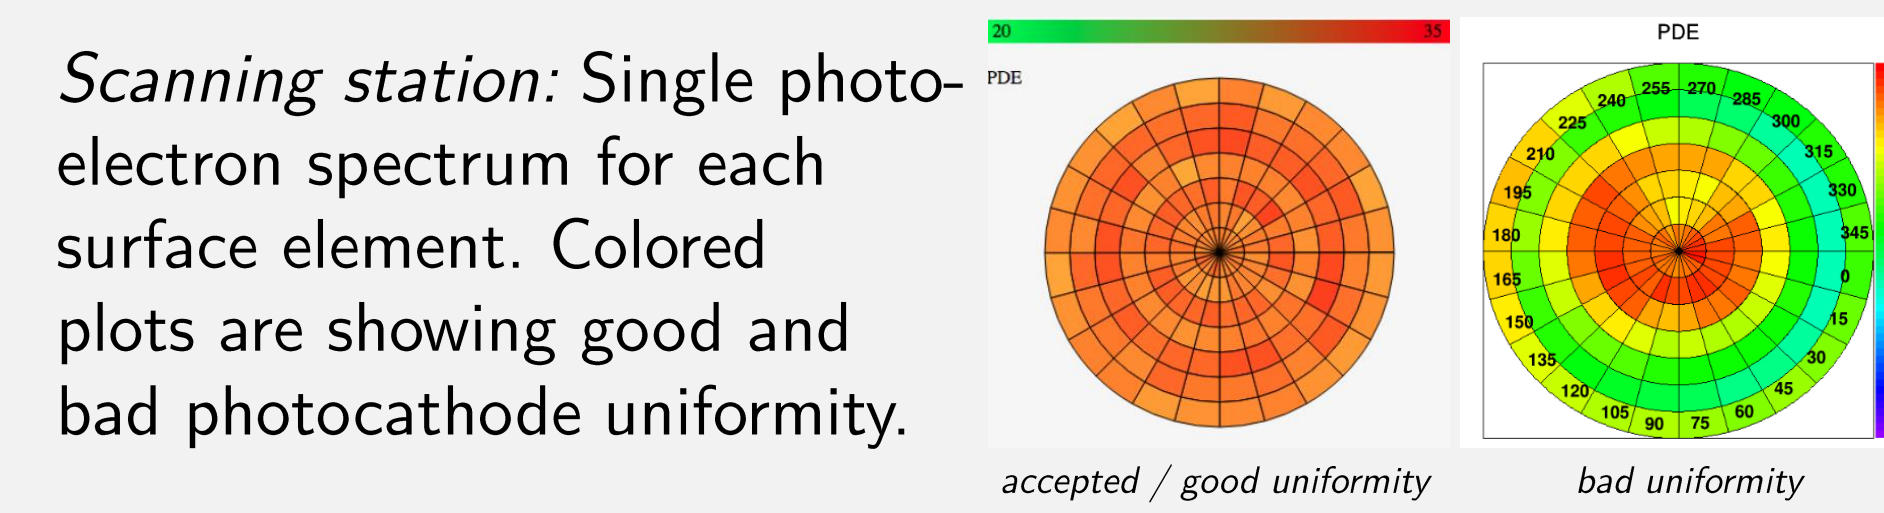 Scanning station: Single photo-
electron spectrum for each
surface element. Colored
plots are showing good and
bad photocathode uniformity.
20 35
PDE
accepted / good uniformity
PDE
255 270
240 285
225 300
210 315
195 330
180 345
165 0
150 15
135 30
120 45
105 60
90 75
bad uniformity